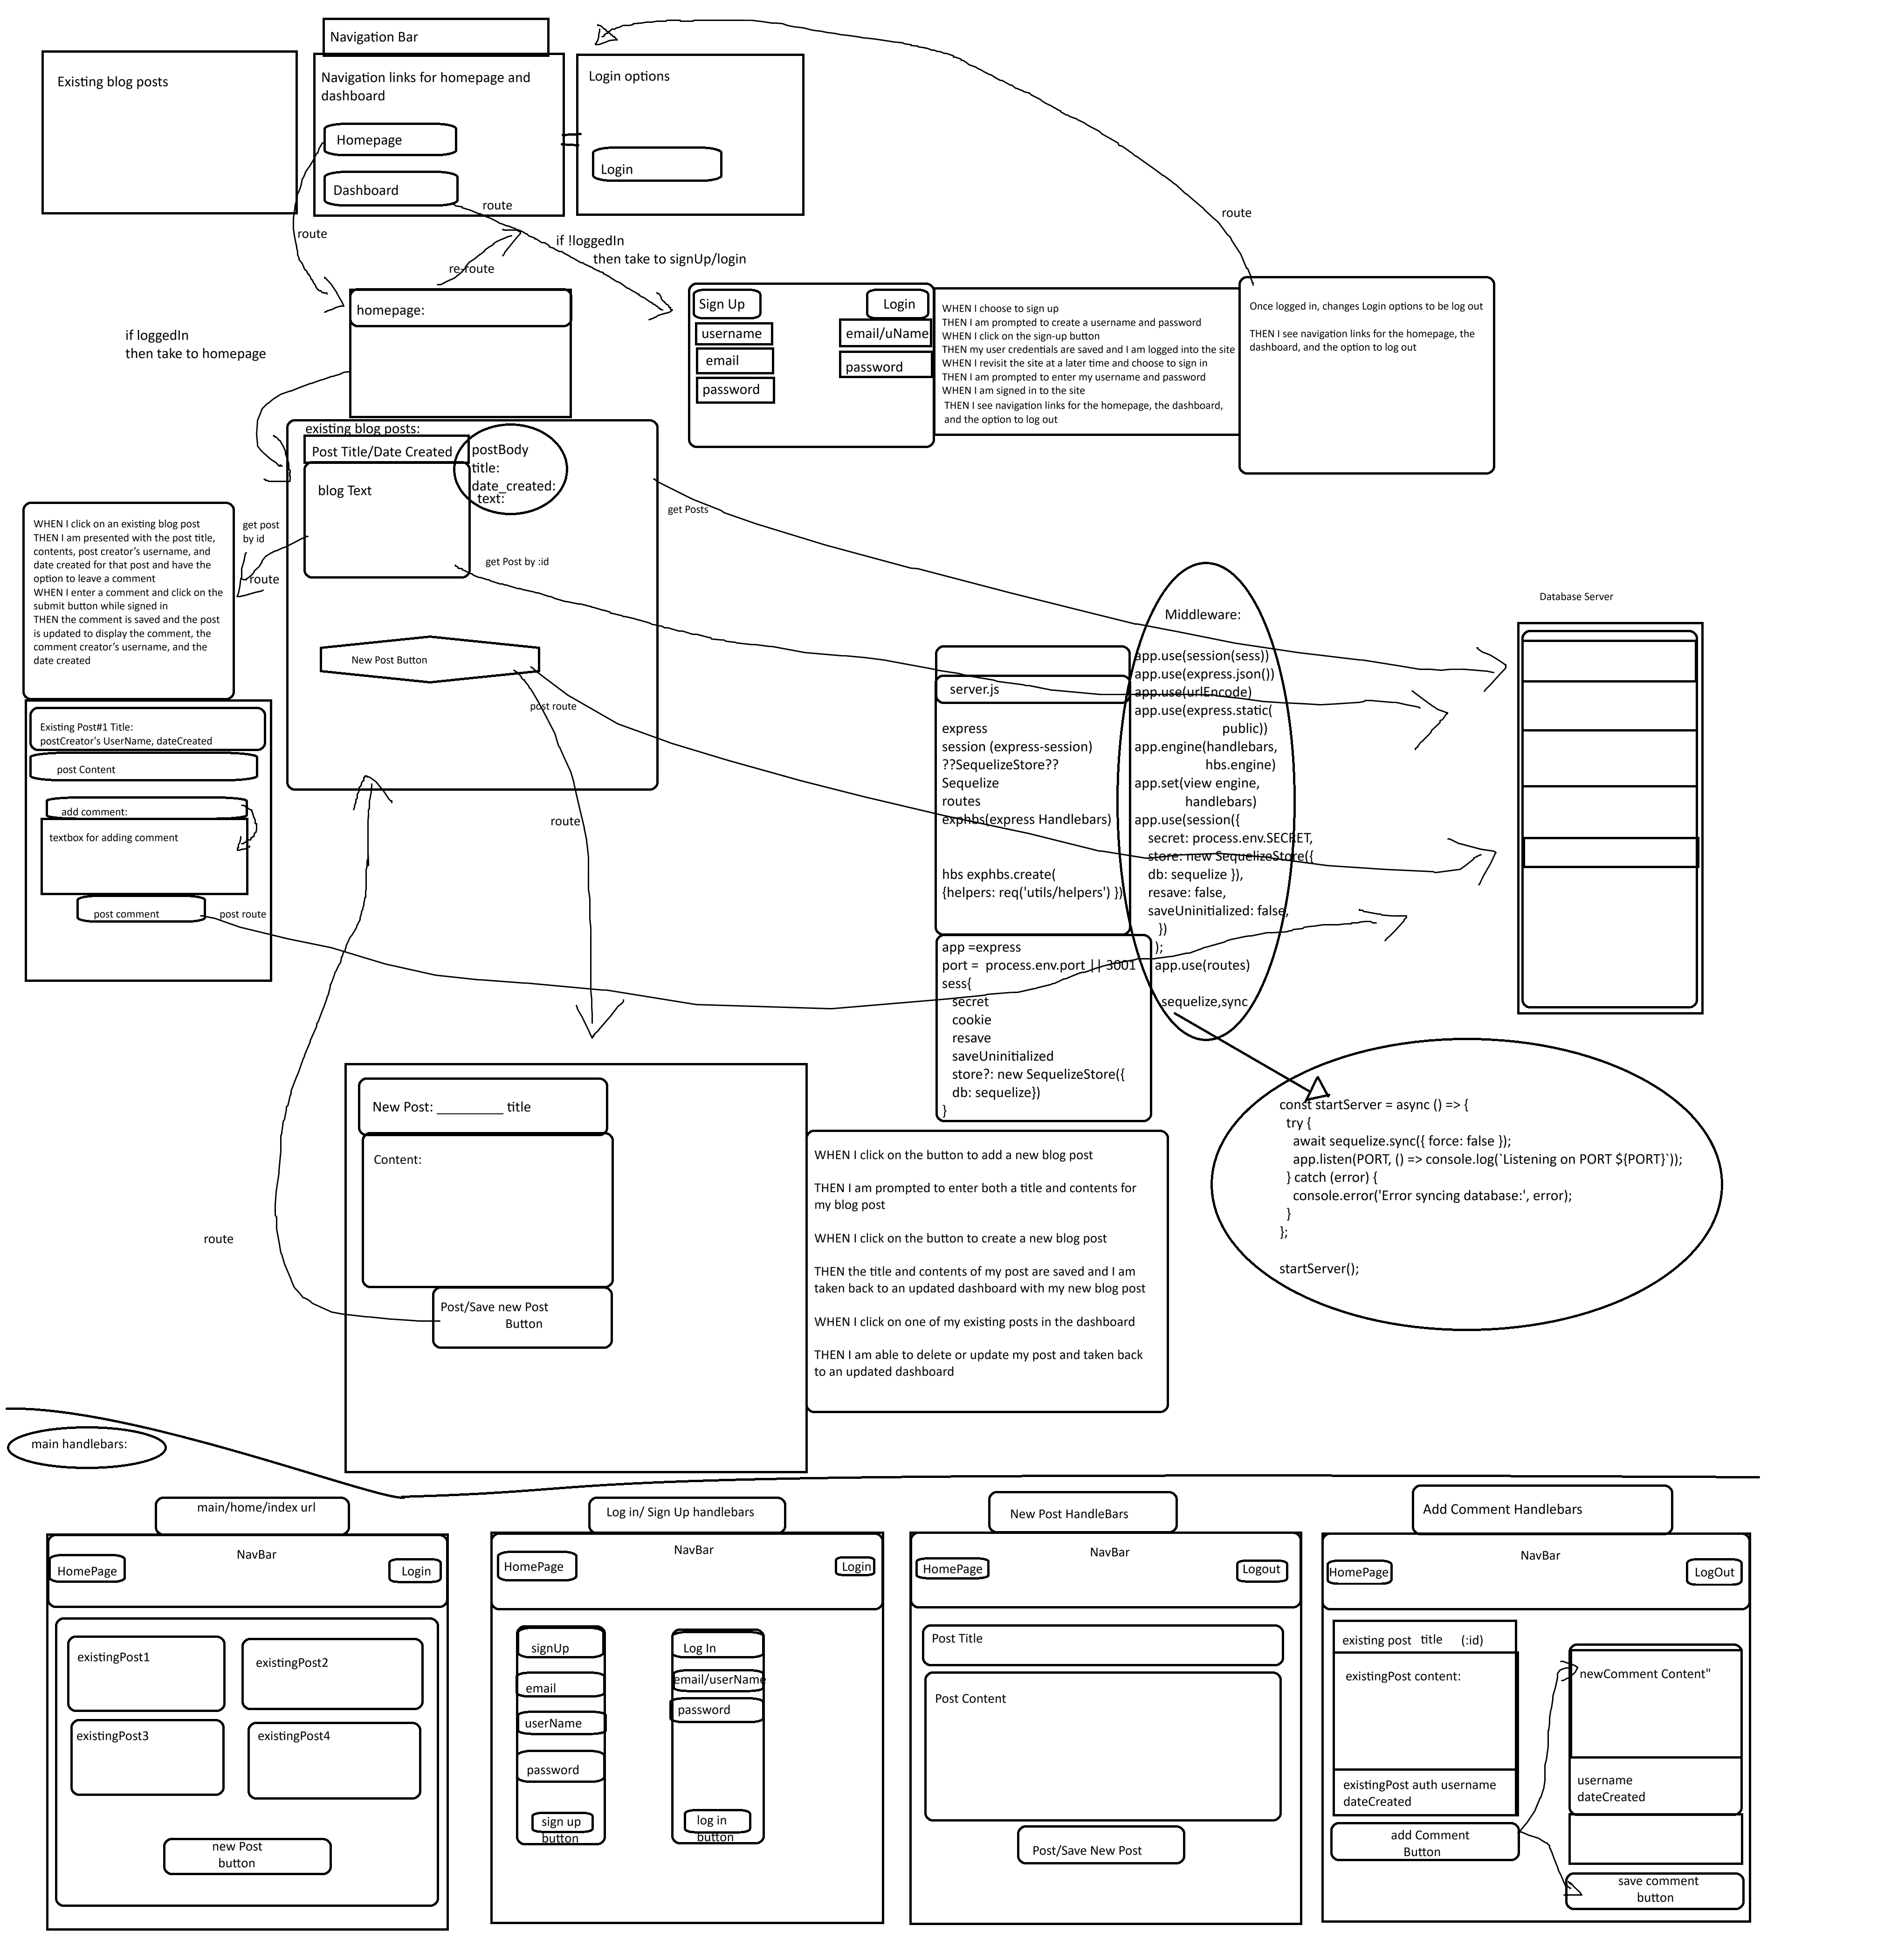 Navigation Bar
Existing blog posts
Navigation links for homepage and
dashboard
Homepage
Dashboard
Login options
Login
route
route
route
if !loggedIn
then take to signUp/login
re-route
homepage:
if loggedIn
then take to homepage
Sign Up
username
email
password
Login
email/uName
password
WHEN I choose to sign up
THEN I am prompted to create a username and password
WHEN I click on the sign-up button
THEN my user credentials are saved and I am logged into the site
WHEN I revisit the site at a later time and choose to sign in
THEN I am prompted to enter my username and password
WHEN I am signed in to the site
THEN I see navigation links for the homepage, the dashboard,
and the option to log out
Once logged in, changes Login options to be log out
THEN I see navigation links for the homepage, the
dashboard, and the option to log out
existing blog posts:
Post Title/Date Created
blog Text
postBody
title:
date_created:
text:
get Posts
get Post by :id
get post
by id
route
WHEN I click on an existing blog post
THEN I am presented with the post title,
contents, post creator's username, and
date created for that post and have the
option to leave a comment
WHEN I enter a comment and click on the
submit button while signed in
THEN the comment is saved and the post
is updated to display the comment, the
comment creator's username, and the
date created
New Post Button
post route
route
Existing Post#1 Title:
postCreator's UserName, dateCreated
post Content
add comment:
textbox for adding comment
post comment
post route
server.js
express
session (express-session)
??SequelizeStore??
Sequelize
routes
exphbs(express Handlebars)
hbs exphbs.create(
{helpers: req('utils/helpers') })
app =express
port =  process.env.port || 3001
sess{
secret
cookie
resave
saveUninitialized
store?: new SequelizeStore({
db: sequelize})
}
Middleware:
app.use(session(sess))
app.use(express.json())
app.use(urlEncode)
app.use(express.static(
public))
app.engine(handlebars,
hbs.engine)
app.set(view engine,
handlebars)
app.use(session({
secret: process.env.SECRET,
store: new SequelizeStore({
db: sequelize }),
resave: false,
saveUninitialized: false,
})
);
app.use(routes)
sequelize,sync
Database Server
const startServer = async () => {
try {
await sequelize.sync({ force: false });
app.listen(PORT, () => console.log(`Listening on PORT ${PORT}`));
} catch (error) {
console.error('Error syncing database:', error);
}
};
startServer();
New Post: _________ title
Content:
Post/Save new Post
Button
route
WHEN I click on the button to add a new blog post
THEN I am prompted to enter both a title and contents for
my blog post
WHEN I click on the button to create a new blog post
THEN the title and contents of my post are saved and I am
taken back to an updated dashboard with my new blog post
WHEN I click on one of my existing posts in the dashboard
THEN I am able to delete or update my post and taken back
to an updated dashboard
main handlebars:
main/home/index url
NavBar
HomePage
Login
existingPost1
existingPost2
existingPost3
existingPost4
new Post
button
Log in/ Sign Up handlebars
NavBar
HomePage
Login
signUp
email
userName
password
sign up
button
Log In
email/userName
password
log in
button
New Post HandleBars
NavBar
HomePage
Logout
Post Title
Post Content
Post/Save New Post
Add Comment Handlebars
NavBar
HomePage
LogOut
existing post title (:id)
existingPost content:
existingPost auth username
dateCreated
add Comment
Button
newComment Content"
username
dateCreated
save comment
button